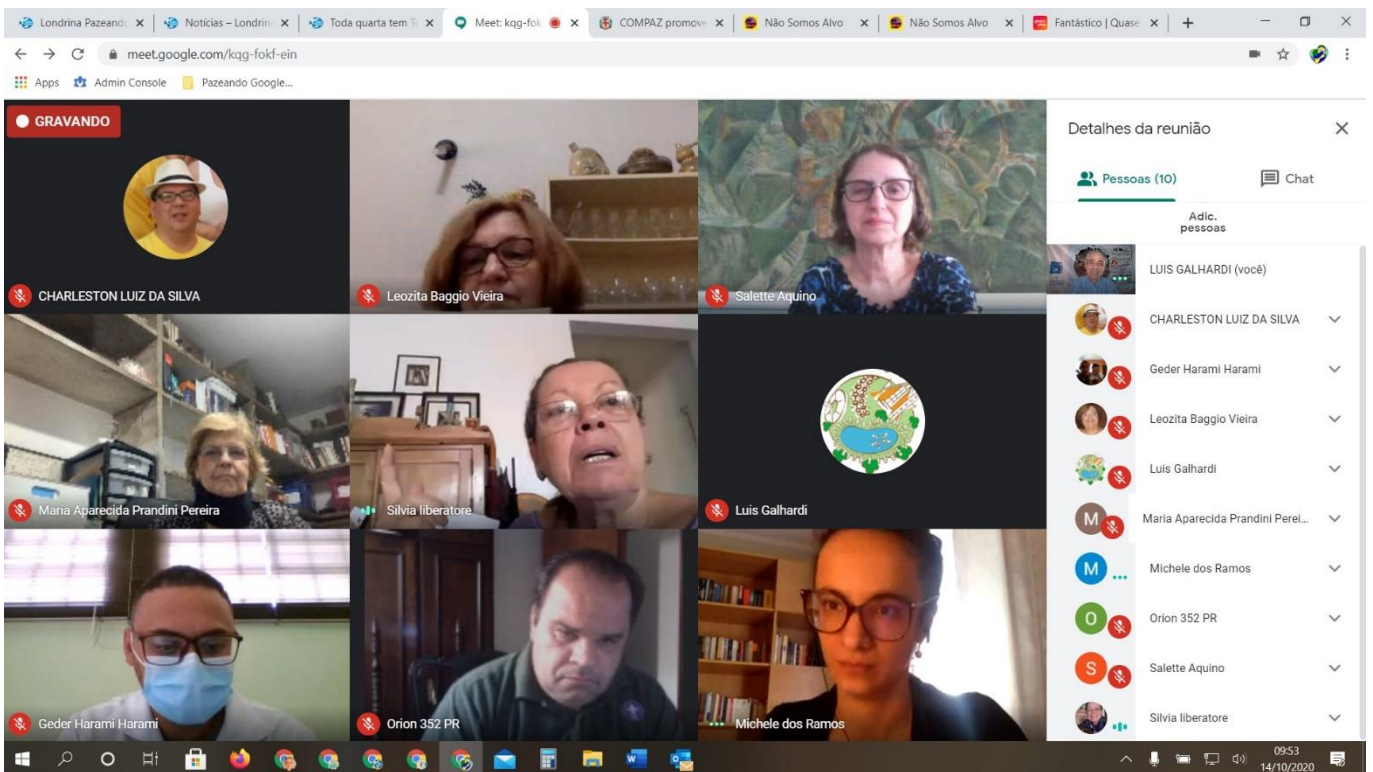 Londrina Pazeando
Notícias – Londrin
Toda quarta tem
Meet: kqg-fok
COMPAZ promove
Não Somos Alvo
Não Somos Alvo
Fantástico | Quase
meet.google.com/kqg-fokf-ein
Apps
Admin Console
Pazeando Google...
GRAVANDO
CHARLESTON LUIZ DA SILVA
Leozita Baggio Vieira
Salette Aquino
Maria Aparecida Prandini Pereira
Silvia liberatore
Luis Galhardi
Geder Harami Harami
Orion 352 PR
Michele dos Ramos
Detalhes da reunião
Pessoas (10)
Chat
Adic.
pessoas
LUIS GALHARDI (você)
CHARLESTON LUIZ DA SILVA
Geder Harami Harami
Leozita Baggio Vieira
Luis Galhardi
M
Maria Aparecida Prandini Perei...
M
Michele dos Ramos
O
Orion 352 PR
S
Salette Aquino
Silvia liberatore
09:53
14/10/2020